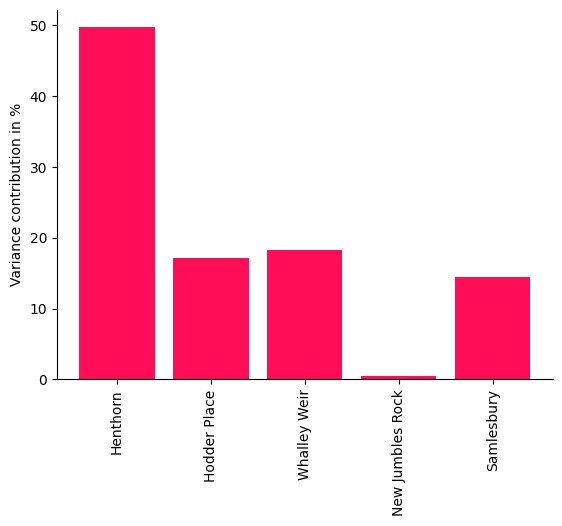 Variance contribution in %
50
40
30
20
10
0
Henthorn
Hodder Place
Whalley Weir
New Jumbles Rock
Samlesbury